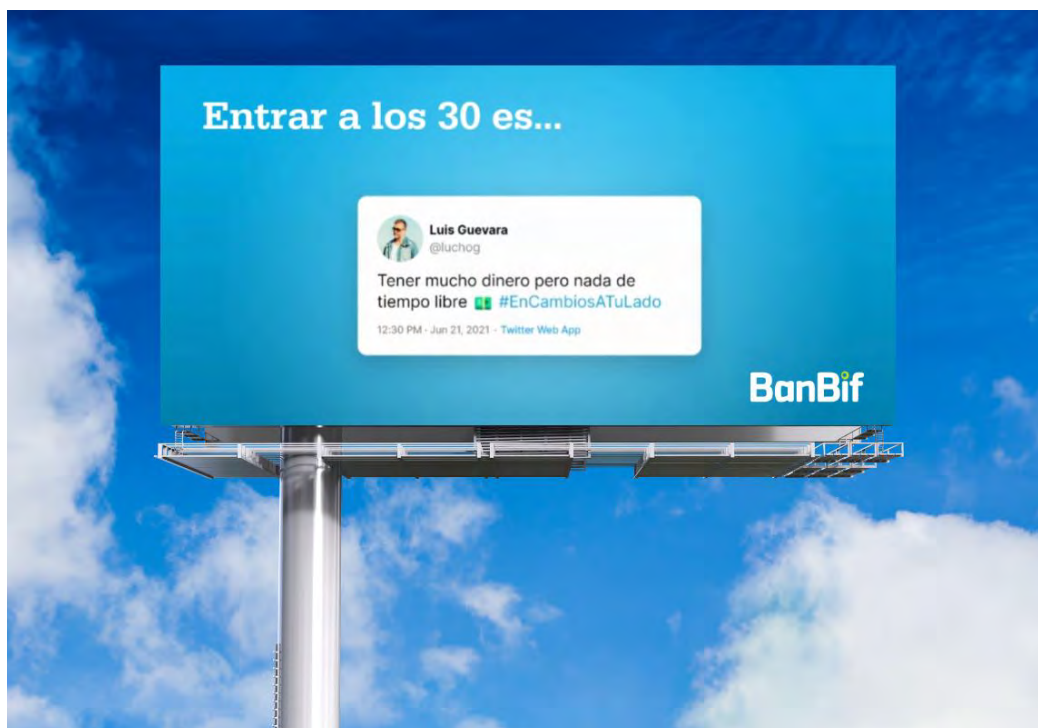 Entrar a los 30 es...
Luis Guevara
@luchog
Tener mucho dinero pero nada de
tiempo libre 💵 #EnCambiosATuLado
12:30 PM · Jun 21, 2021 · Twitter Web App
BanBif